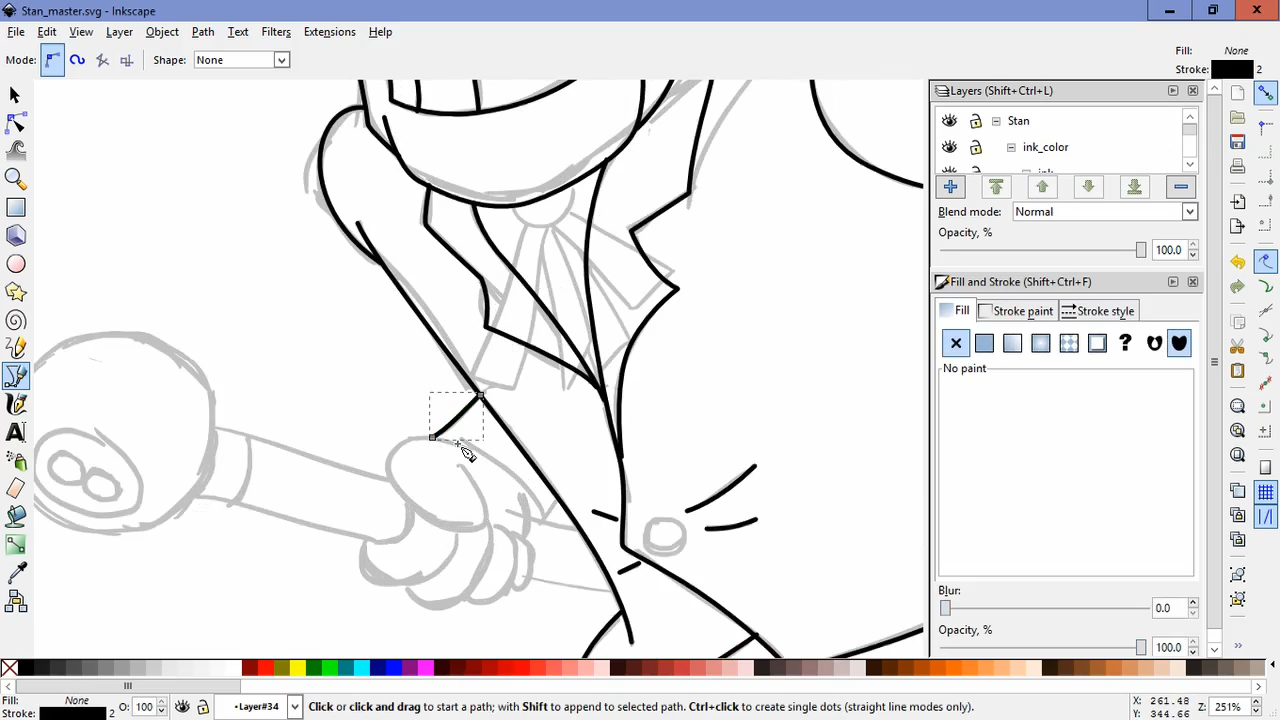 Stan_master.svg - Inkscape
File Edit View Layer Object Path Text Filters Extensions Help
Mode: Shape: None
Fill: None
Stroke: 2
Layers (Shift+Ctrl+L)
Stan
ink_color
Blend mode: Normal
Opacity, %
100.0
Fill and Stroke (Shift+Ctrl+F)
Fill Stroke paint Stroke style
No paint
Blur:
0.0
Opacity, %
100.0
Fill: None
Stroke: 2
O: 100
•Layer#34
Click or click and drag to start a path; with Shift to append to selected path. Ctrl+click to create single dots (straight line modes only).
X: 261.48
Y: 344.66
Z: 251%